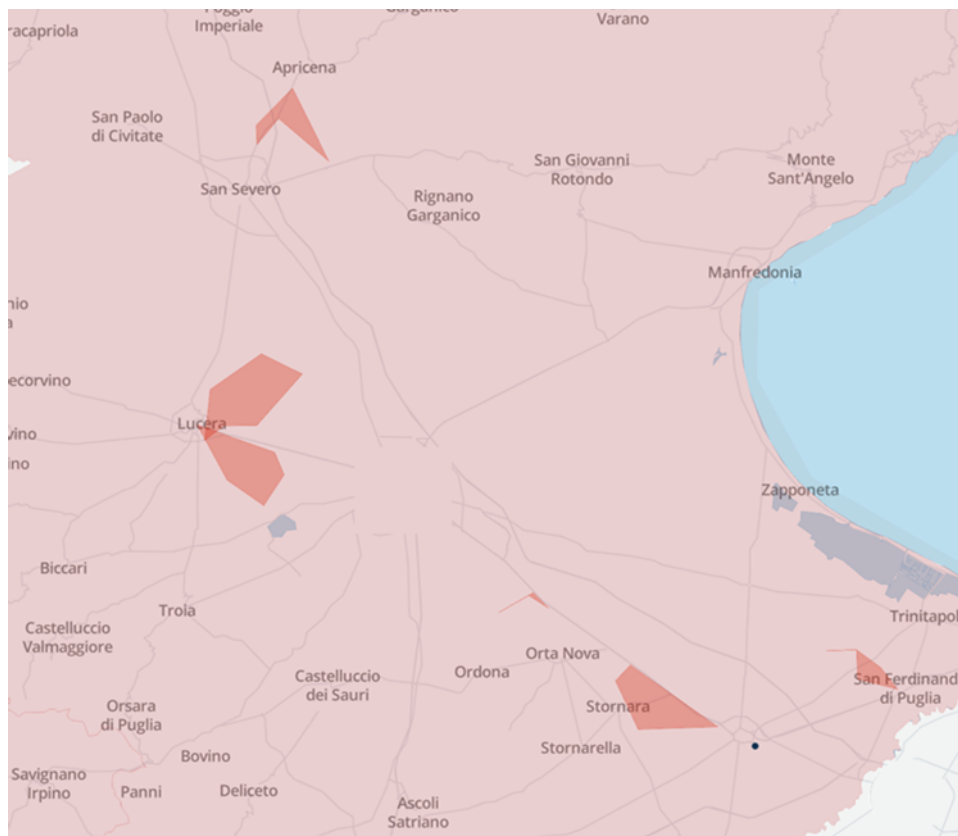 Imperiale
Varano
Apricena
San Paolo
di Civitate
San Giovanni
Rotondo
Monte
Sant'Angelo
San Severo
Rignano
Garganico
Manfredonia
Lucera
Zapponeta
Biccari
Troia
Trinitapol
Castelluccio
Valmaggiore
Orta Nova
Ordona
Castelluccio
dei Sauri
San Ferdinand
di Puglia
Orsara
di Puglia
Stornara
Stornarella
Bovino
Savignano
Irpino
Panni
Deliceto
Ascoli
Satriano